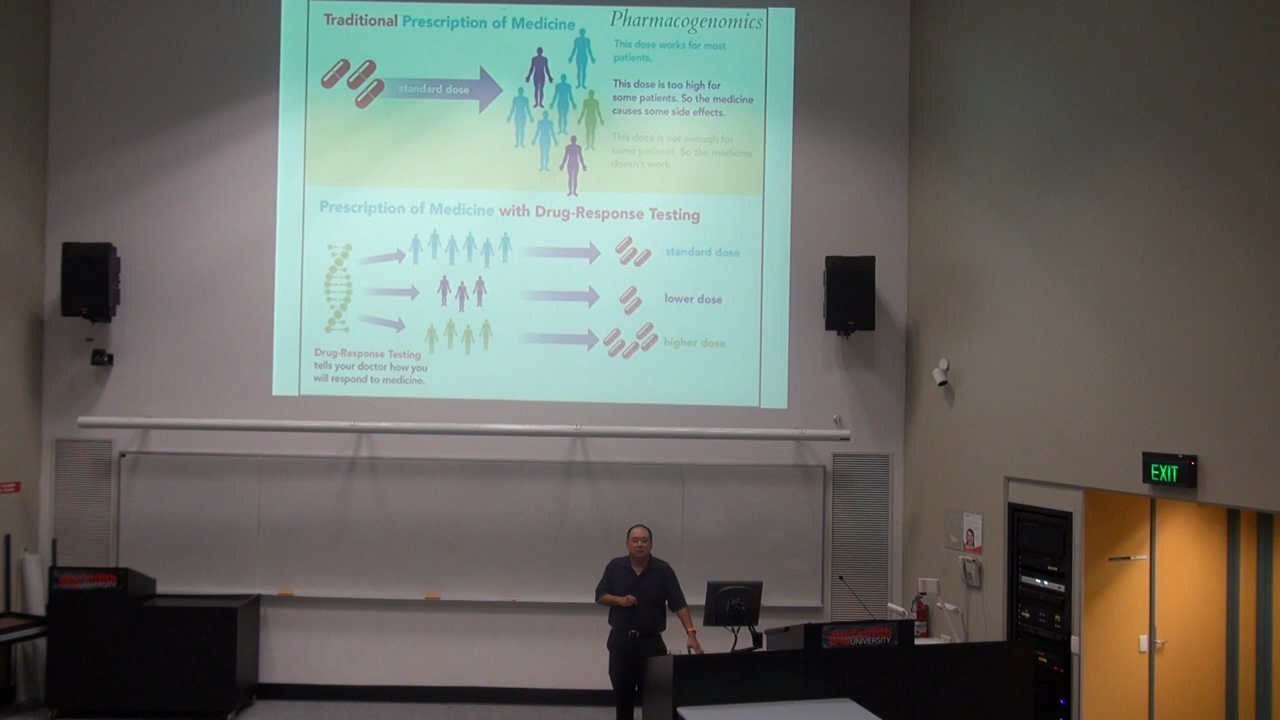 Traditional Prescription of Medicine
Pharmacogenomics
standard dose
This dose works for most
patients.
This dose is too high for
some patients. So the medicine
causes some side effects.
This dose is not enough for
some patients. So the medicine
doesn't work.
Prescription of Medicine with Drug-Response Testing
standard dose
lower dose
higher dose
Drug-Response Testing
tells your doctor how you
will respond to medicine.
EXIT
UNIVERSITY
Griffith
UNIVERSITY